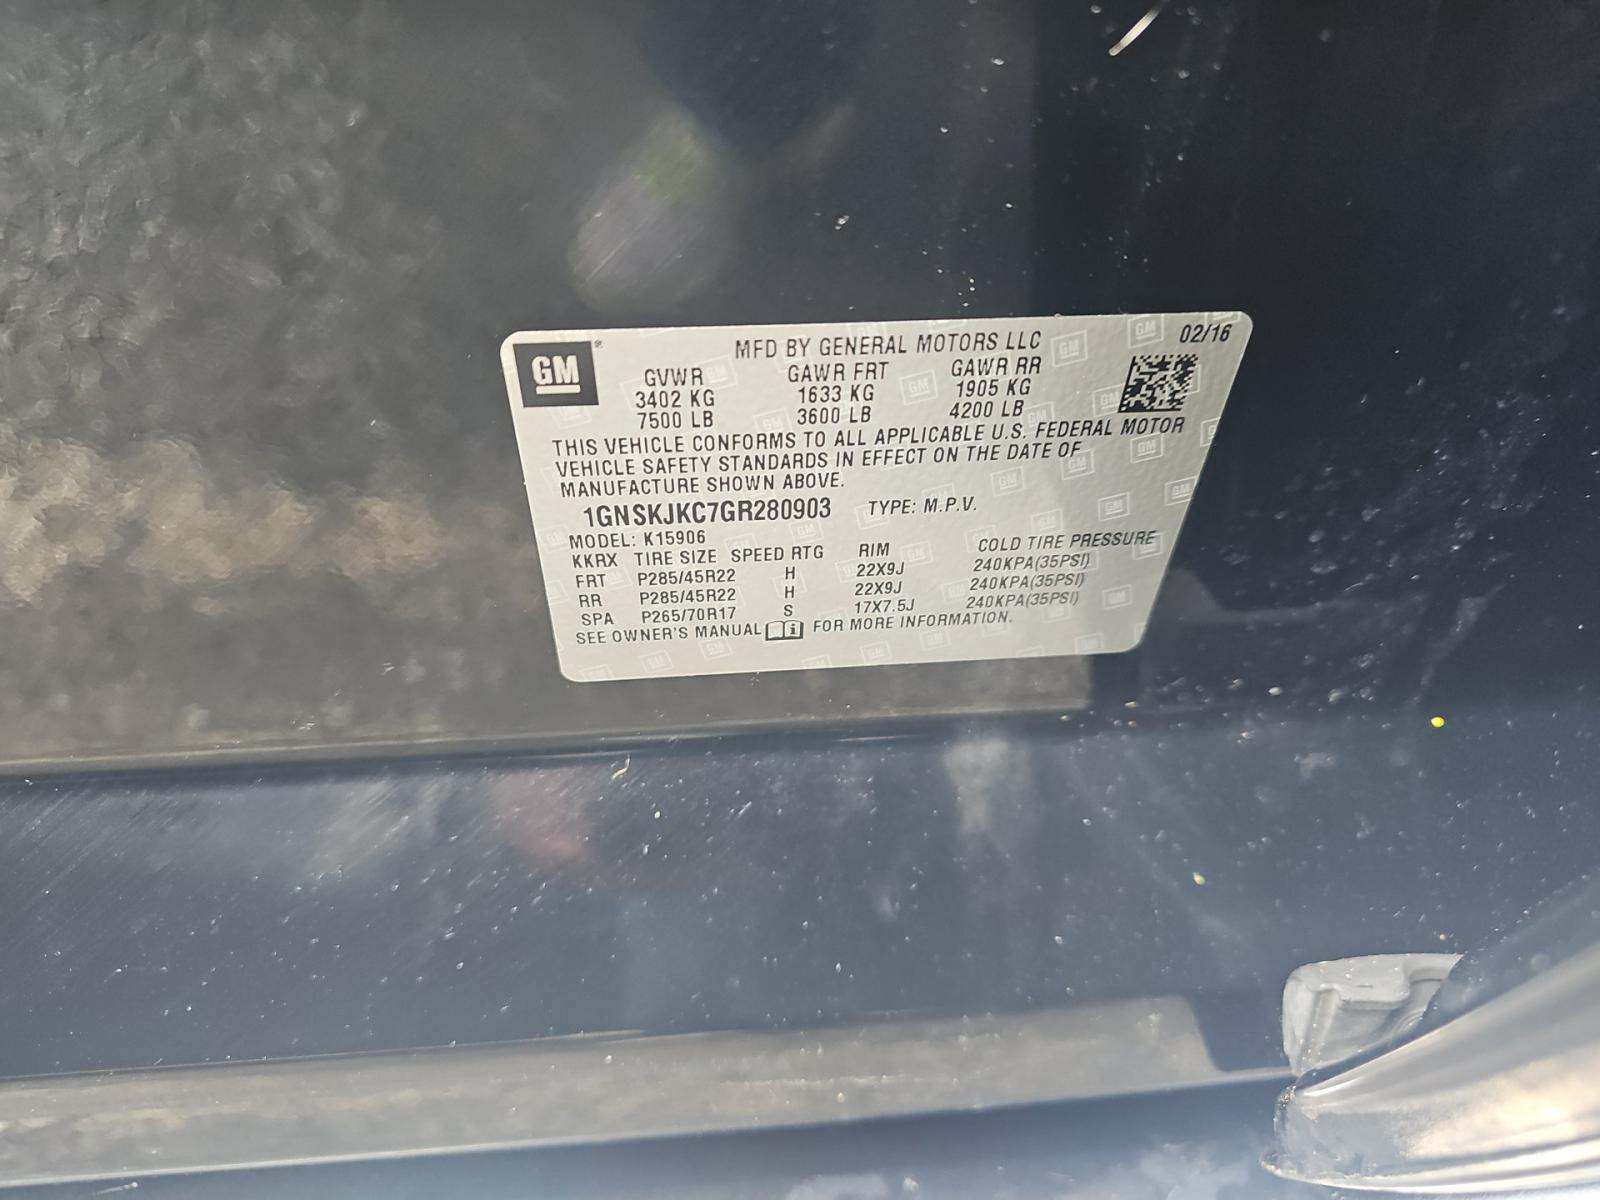 GM
MFD BY GENERAL MOTORS LLC 02/16
GVWR GAWR FRT GAWR RR
3402 KG 1633 KG 1905 KG
7500 LB 3600 LB 4200 LB
THIS VEHICLE CONFORMS TO ALL APPLICABLE U.S. FEDERAL MOTOR
VEHICLE SAFETY STANDARDS IN EFFECT ON THE DATE OF
MANUFACTURE SHOWN ABOVE.
1GNSKJKC7GR280903 TYPE: M.P.V.
MODEL: K15906
KKRX TIRE SIZE SPEED RTG RIM COLD TIRE PRESSURE
FRT P285/45R22 H 22X9J 240KPA(35PSI)
RR P285/45R22 H 22X9J 240KPA(35PSI)
SPA P265/70R17 S 17X7.5J 240KPA(35PSI)
SEE OWNER'S MANUAL i FOR MORE INFORMATION.